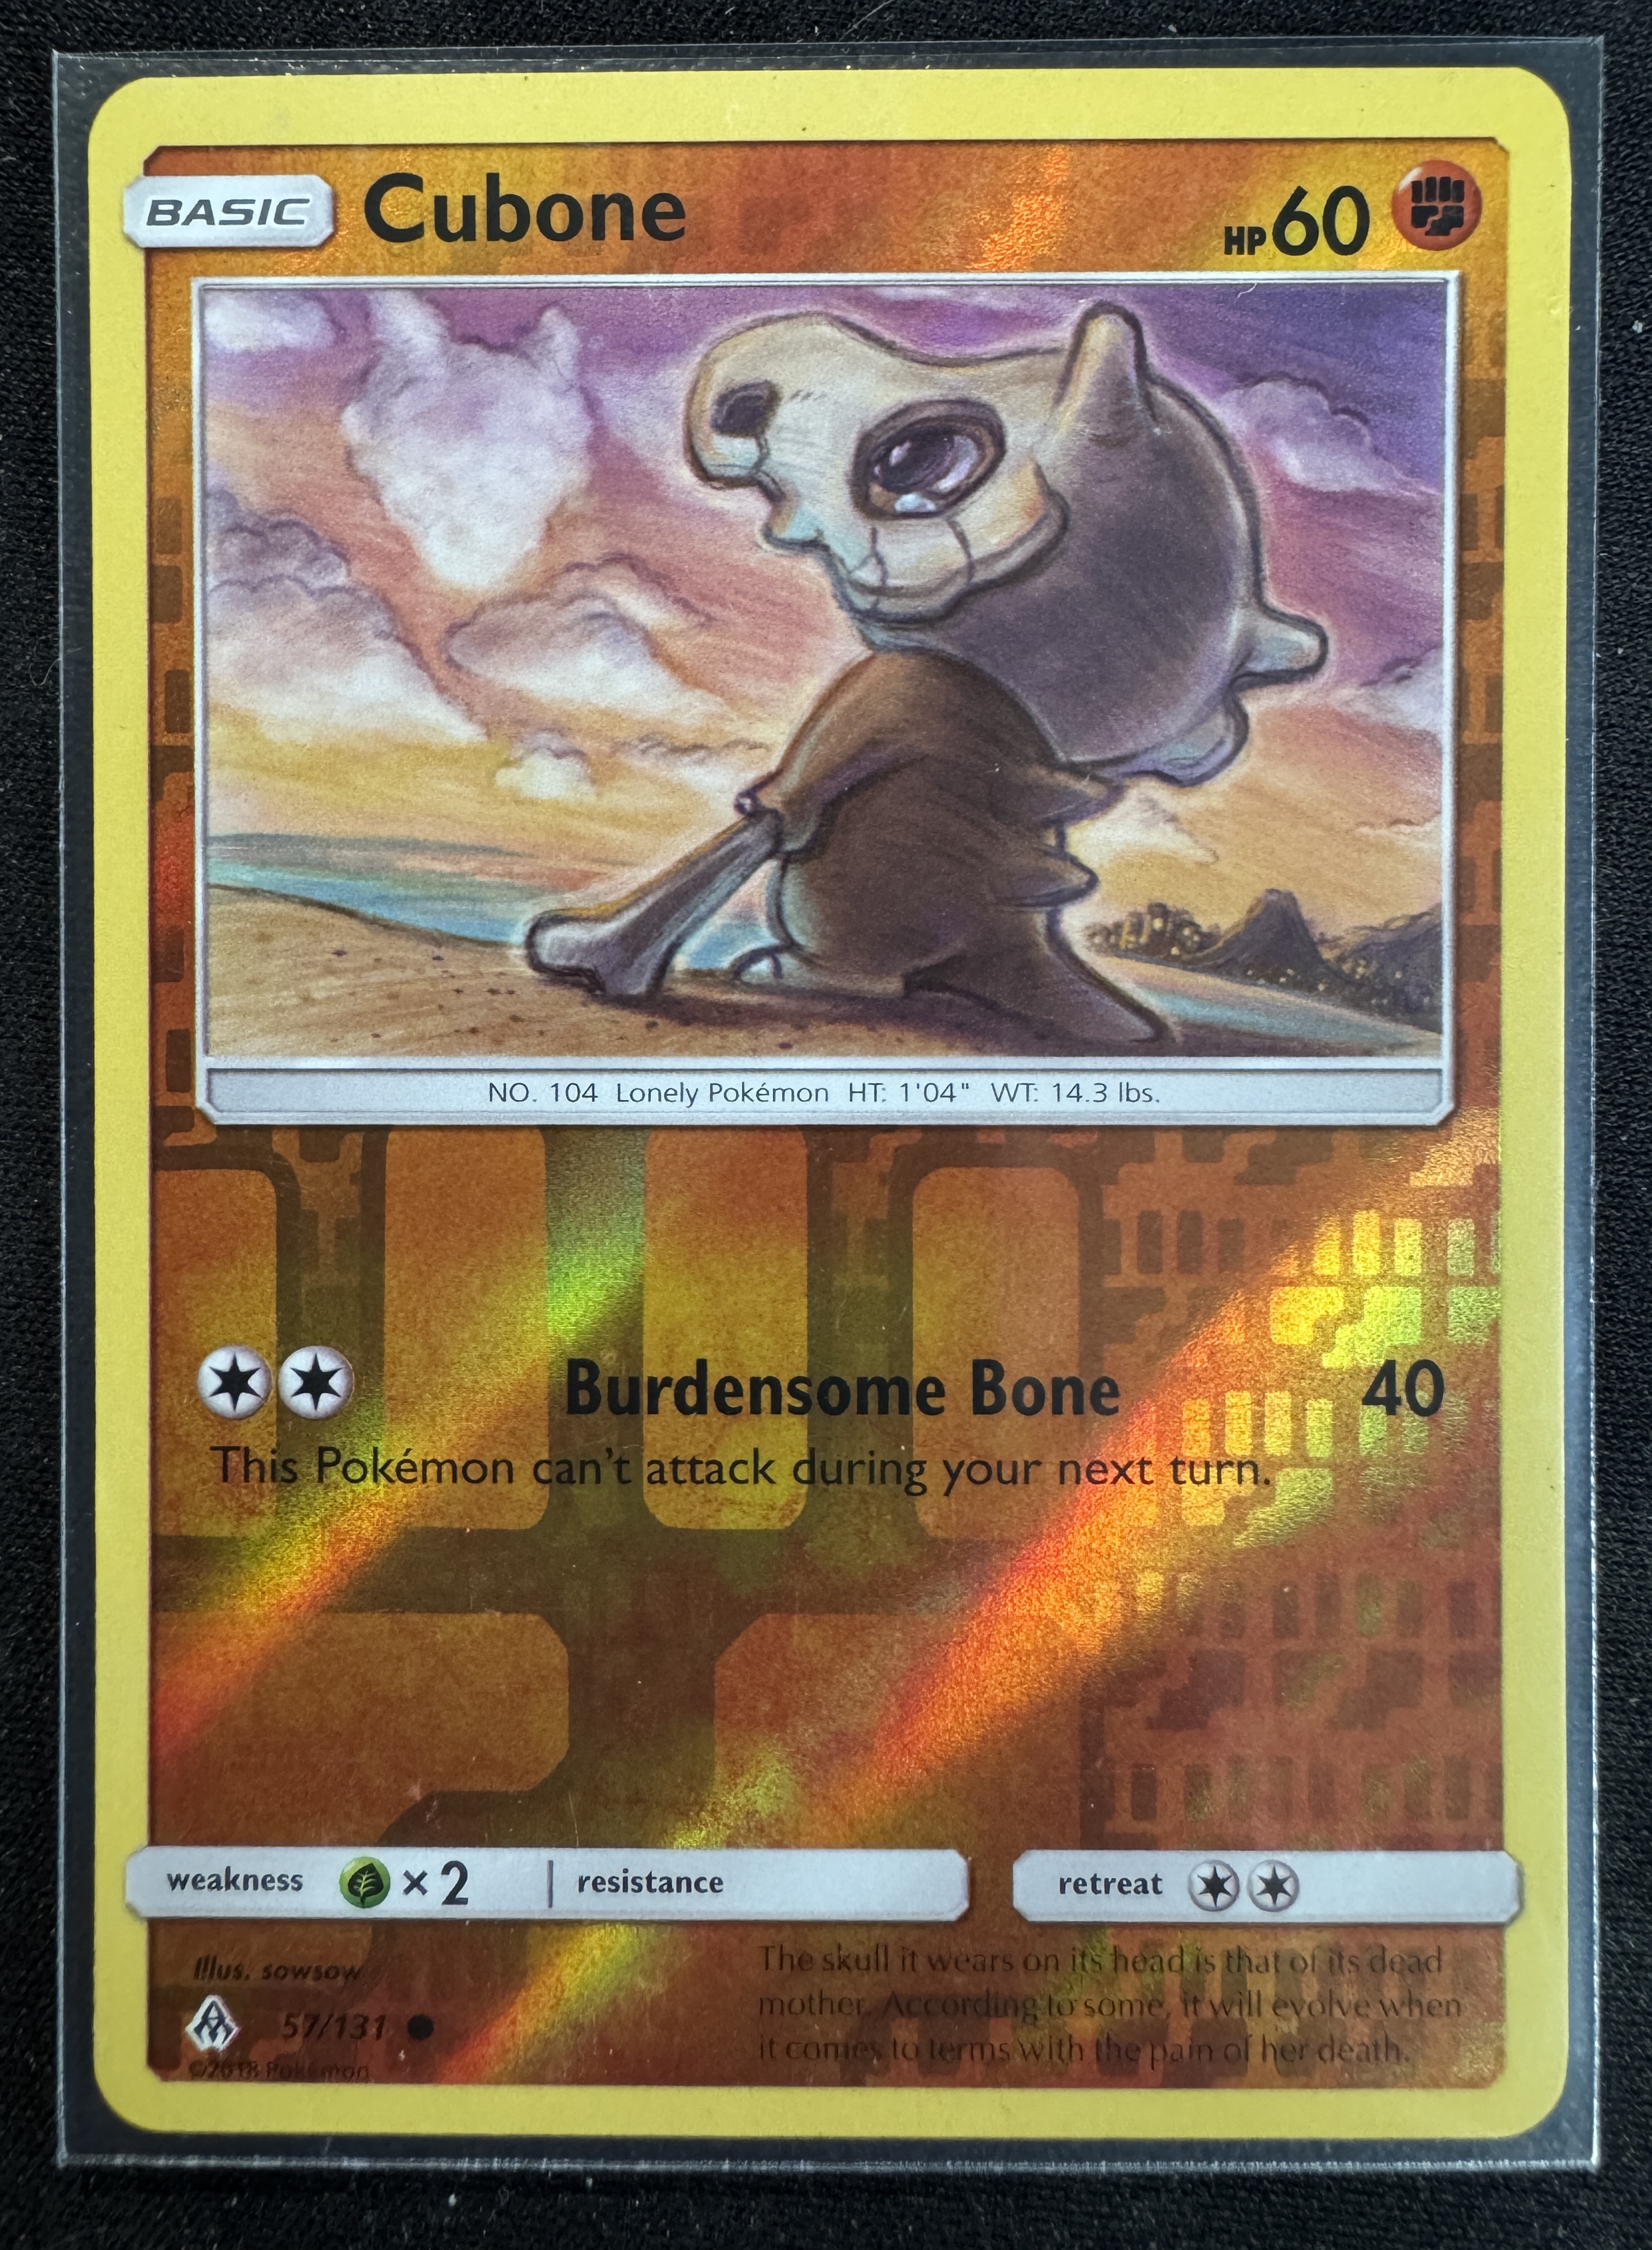 BASIC Cubone HP 60
NO. 104 Lonely Pokémon HT: 1'04" WT: 14.3 lbs.
Burdensome Bone 40
This Pokémon can't attack during your next turn.
weakness × 2 resistance retreat
Illus. sowsow
57/131
©2018 Pokémon
The skull it wears on its head is that of its dead
mother. According to some, it will evolve when
it comes to terms with the pain of her death.